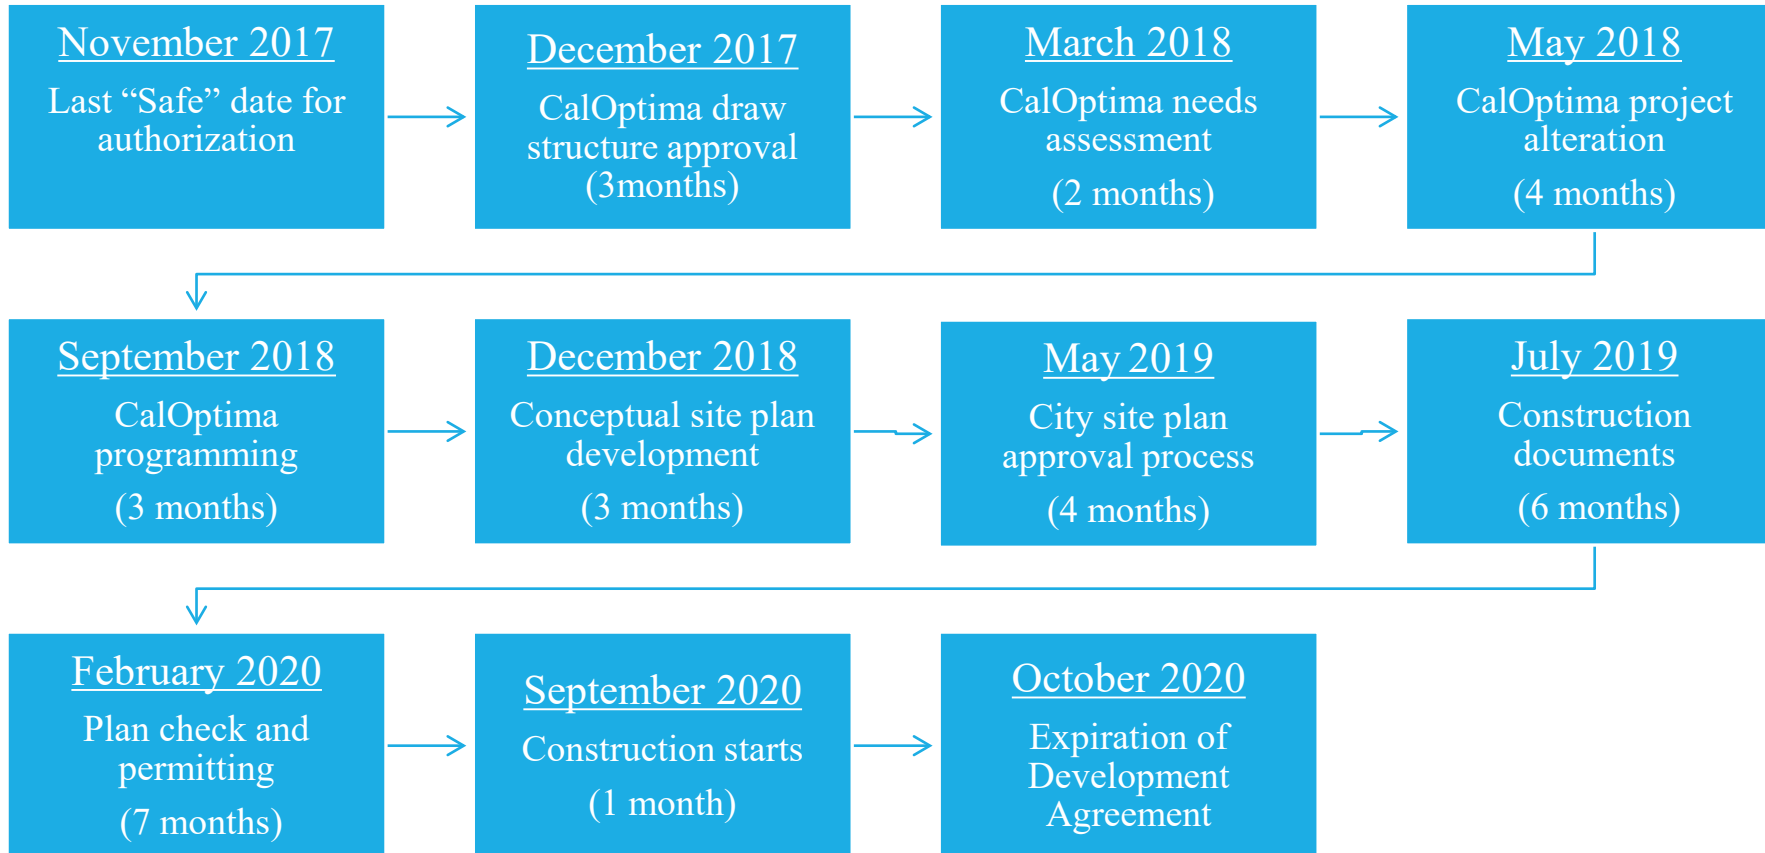 November 2017
Last “Safe” date for
authorization
December 2017
CalOptima draw
structure approval
(3months)
March 2018
CalOptima needs
assessment
(2 months)
May 2018
CalOptima project
alteration
(4 months)
September 2018
CalOptima
programming
(3 months)
December 2018
Conceptual site plan
development
(3 months)
May 2019
City site plan
approval process
(4 months)
July 2019
Construction
documents
(6 months)
February 2020
Plan check and
permitting
(7 months)
September 2020
Construction starts
(1 month)
October 2020
Expiration of
Development
Agreement